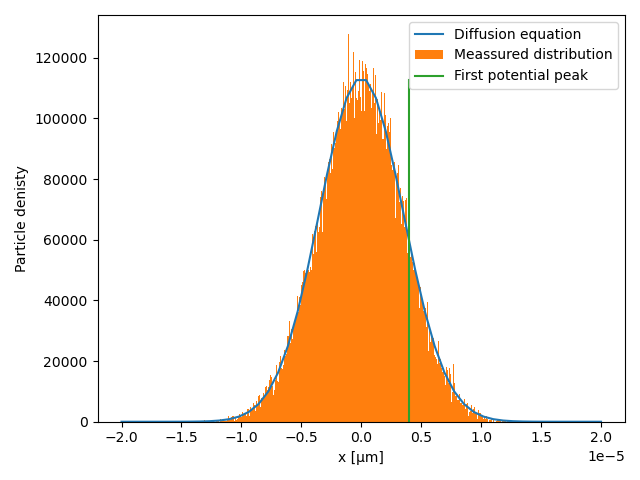 Diffusion equation
Meassured distribution
First potential peak
120000
100000
80000
60000
40000
20000
0
Particle denisty
−2.0 −1.5 −1.0 −0.5 0.0 0.5 1.0 1.5 2.0
x [μm]
1e−5